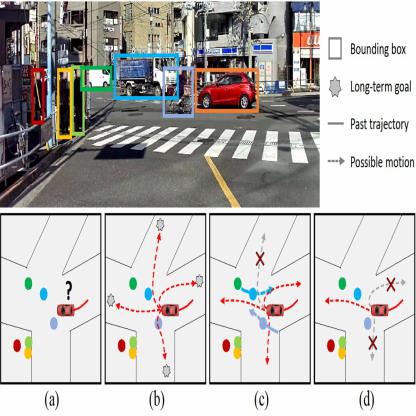 Bounding box
Long-term goal
Past trajectory
Possible motion
?
(a)
(b)
(c)
(d)